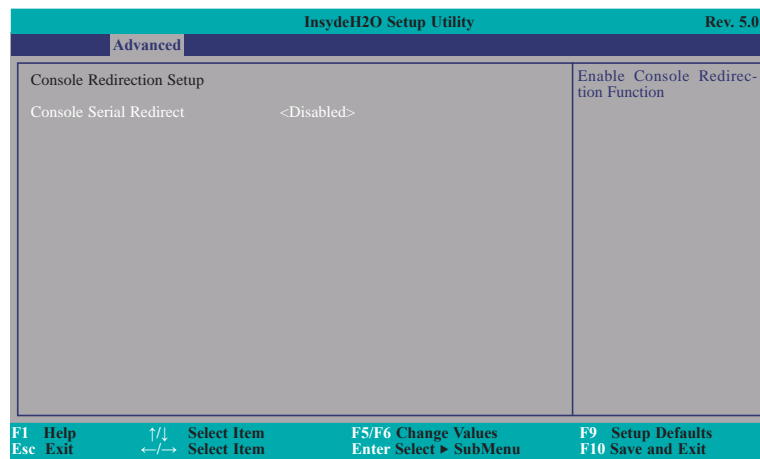 InsydeH2O Setup Utility Rev. 5.0
Advanced
Console Redirection Setup
Console Serial Redirect <Disabled>
Enable Console Redirec-
tion Function
F1 Help ↑/↓ Select Item F5/F6 Change Values F9 Setup Defaults
Esc Exit ←/→ Select Item Enter Select ► SubMenu F10 Save and Exit